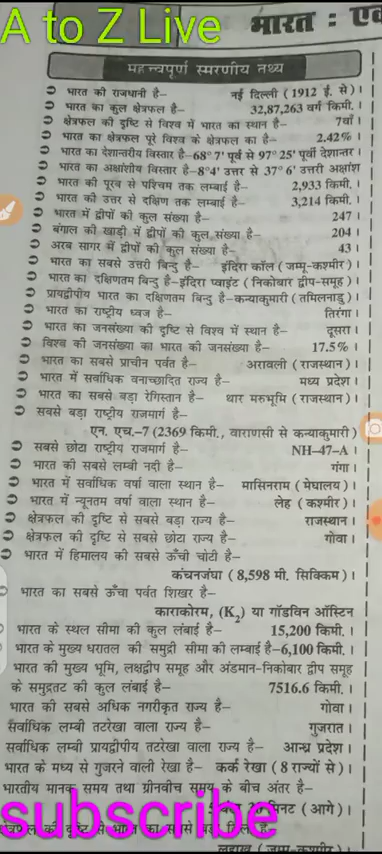 A to Z Live
भारत : एक
महत्त्वपूर्ण स्मरणीय तथ्य
भारत की राजधानी है– नई दिल्ली (1912 ई. से)।
भारत का कुल क्षेत्रफल है– 32,87,263 वर्ग किमी.।
क्षेत्रफल की दृष्टि से विश्व में भारत का स्थान है– 7वाँ
भारत का क्षेत्रफल पूरे विश्व के क्षेत्रफल का है– 2.42%।
भारत का देशान्तरीय विस्तार है–68° 7' पूर्व से 97° 25' पूर्वी देशान्तर।
भारत का अक्षांशीय विस्तार है–8°4' उत्तर से 37° 6' उत्तरी अक्षांश
भारत की पूरब से पश्चिम तक लम्बाई है– 2,933 किमी.।
भारत की उत्तर से दक्षिण तक लम्बाई है– 3,214 किमी.।
भारत में द्वीपों की कुल संख्या है– 247।
बंगाल की खाड़ी में द्वीपों की कुल संख्या है– 204।
अरब सागर में द्वीपों की कुल संख्या है– 43।
भारत का सबसे उत्तरी बिन्दु है– इंदिरा कॉल (जम्मू-कश्मीर)।
भारत का दक्षिणतम बिन्दु है–इंदिरा प्वाइंट (निकोबार द्वीप-समूह)।
प्रायद्वीपीय भारत का दक्षिणतम बिन्दु है–कन्याकुमारी (तमिलनाडु)।
भारत का राष्ट्रीय ध्वज है– तिरंगा।
भारत का जनसंख्या की दृष्टि से विश्व में स्थान है– दूसरा।
विश्व की जनसंख्या का भारत की जनसंख्या है– 17.5%।
भारत का सबसे प्राचीन पर्वत है– अरावली (राजस्थान)।
भारत में सर्वाधिक वनाच्छादित राज्य है– मध्य प्रदेश।
भारत का सबसे बड़ा रेगिस्तान है– थार मरुभूमि (राजस्थान)।
सबसे बड़ा राष्ट्रीय राजमार्ग है–
एन. एच.–7 (2369 किमी., वाराणसी से कन्याकुमारी)
सबसे छोटा राष्ट्रीय राजमार्ग है– NH-47-A।
भारत की सबसे लम्बी नदी है– गंगा।
भारत में सर्वाधिक वर्षा वाला स्थान है– मासिनराम (मेघालय)।
भारत में न्यूनतम वर्षा वाला स्थान है– लेह (कश्मीर)।
क्षेत्रफल की दृष्टि से सबसे बड़ा राज्य है– राजस्थान।
क्षेत्रफल की दृष्टि से सबसे छोटा राज्य है– गोवा।
भारत में हिमालय की सबसे ऊँची चोटी है–
कंचनजंघा (8,598 मी. सिक्किम)।
भारत का सबसे ऊँचा पर्वत शिखर है–
काराकोरम, (K2) या गॉडविन ऑस्टिन
भारत के स्थल सीमा की कुल लंबाई है– 15,200 किमी.।
भारत के मुख्य धरातल की समुद्री सीमा की लम्बाई है–6,100 किमी.।
भारत की मुख्य भूमि, लक्षद्वीप समूह और अंडमान-निकोबार द्वीप समूह
के समुद्रतट की कुल लंबाई है– 7516.6 किमी.।
भारत की सबसे अधिक नगरीकृत राज्य है– गोवा।
सर्वाधिक लम्बी तटरेखा वाला राज्य है– गुजरात।
सर्वाधिक लम्बी प्रायद्वीपीय तटरेखा वाला राज्य है– आन्ध्र प्रदेश।
भारत के मध्य से गुजरने वाली रेखा है– कर्क रेखा (8 राज्यों से)।
भारतीय मानक समय तथा ग्रीनवीच समय के बीच अंतर है–
मिनट (आगे)।
subscribe
की दृष्टि से भारत का सबसे
लद्दाख (जम्मू-कश्मीर)।